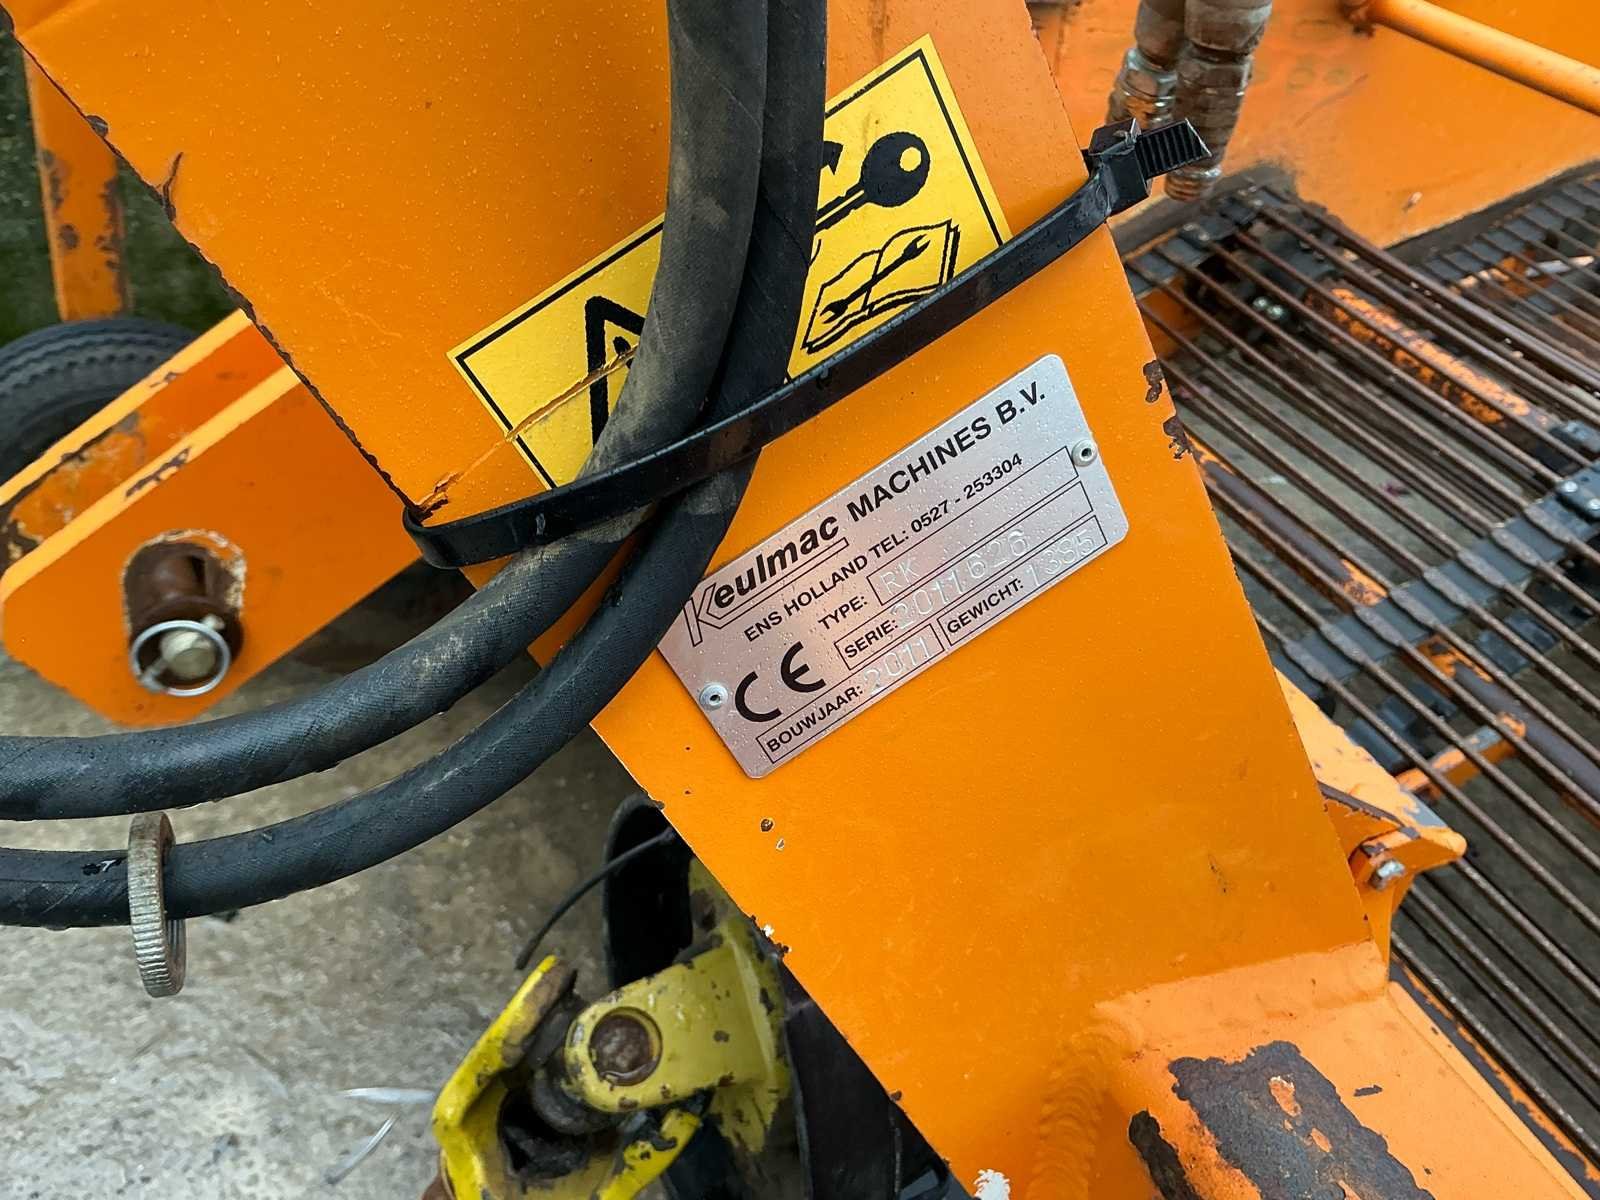 Keulmac MACHINES B.V.
ENS HOLLAND TEL: 0527 - 253304
TYPE: RK
SERIE: 2011626
BOUWJAAR: 2011 GEWICHT: 1385
CE